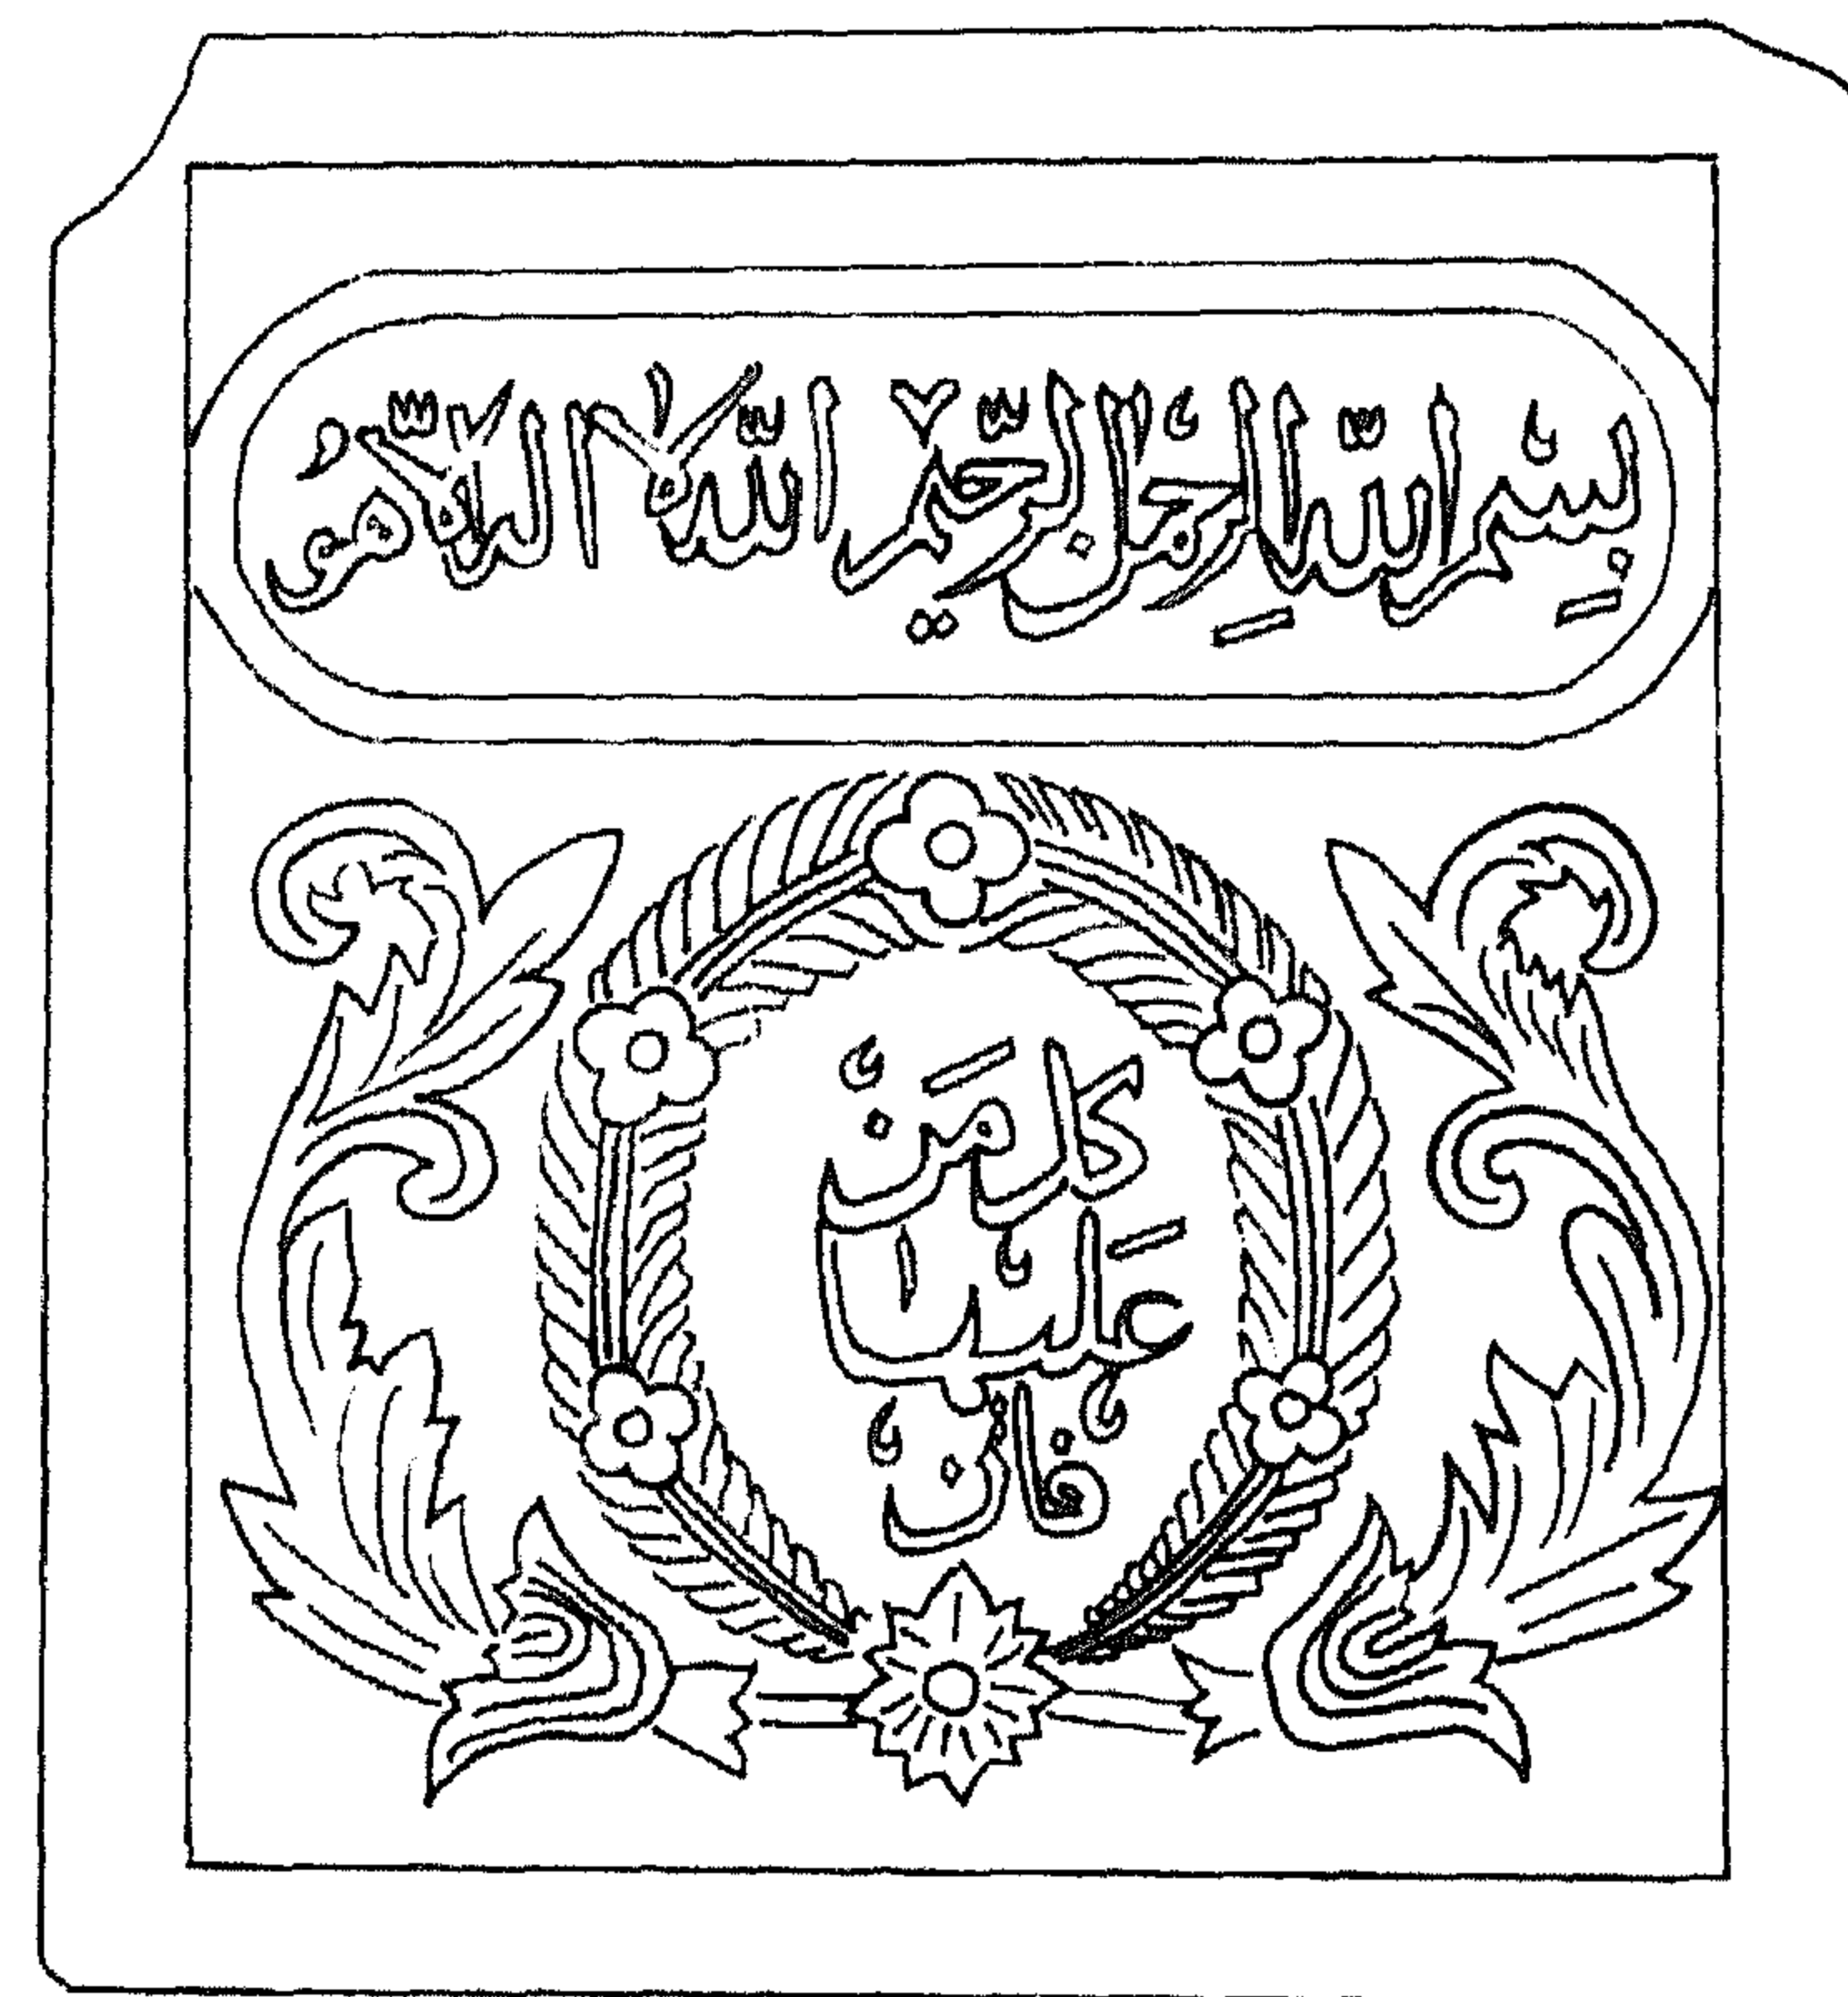 بسم الله الرحمن الرحيم الله لا اله الا هو
كل من
عليها
فان